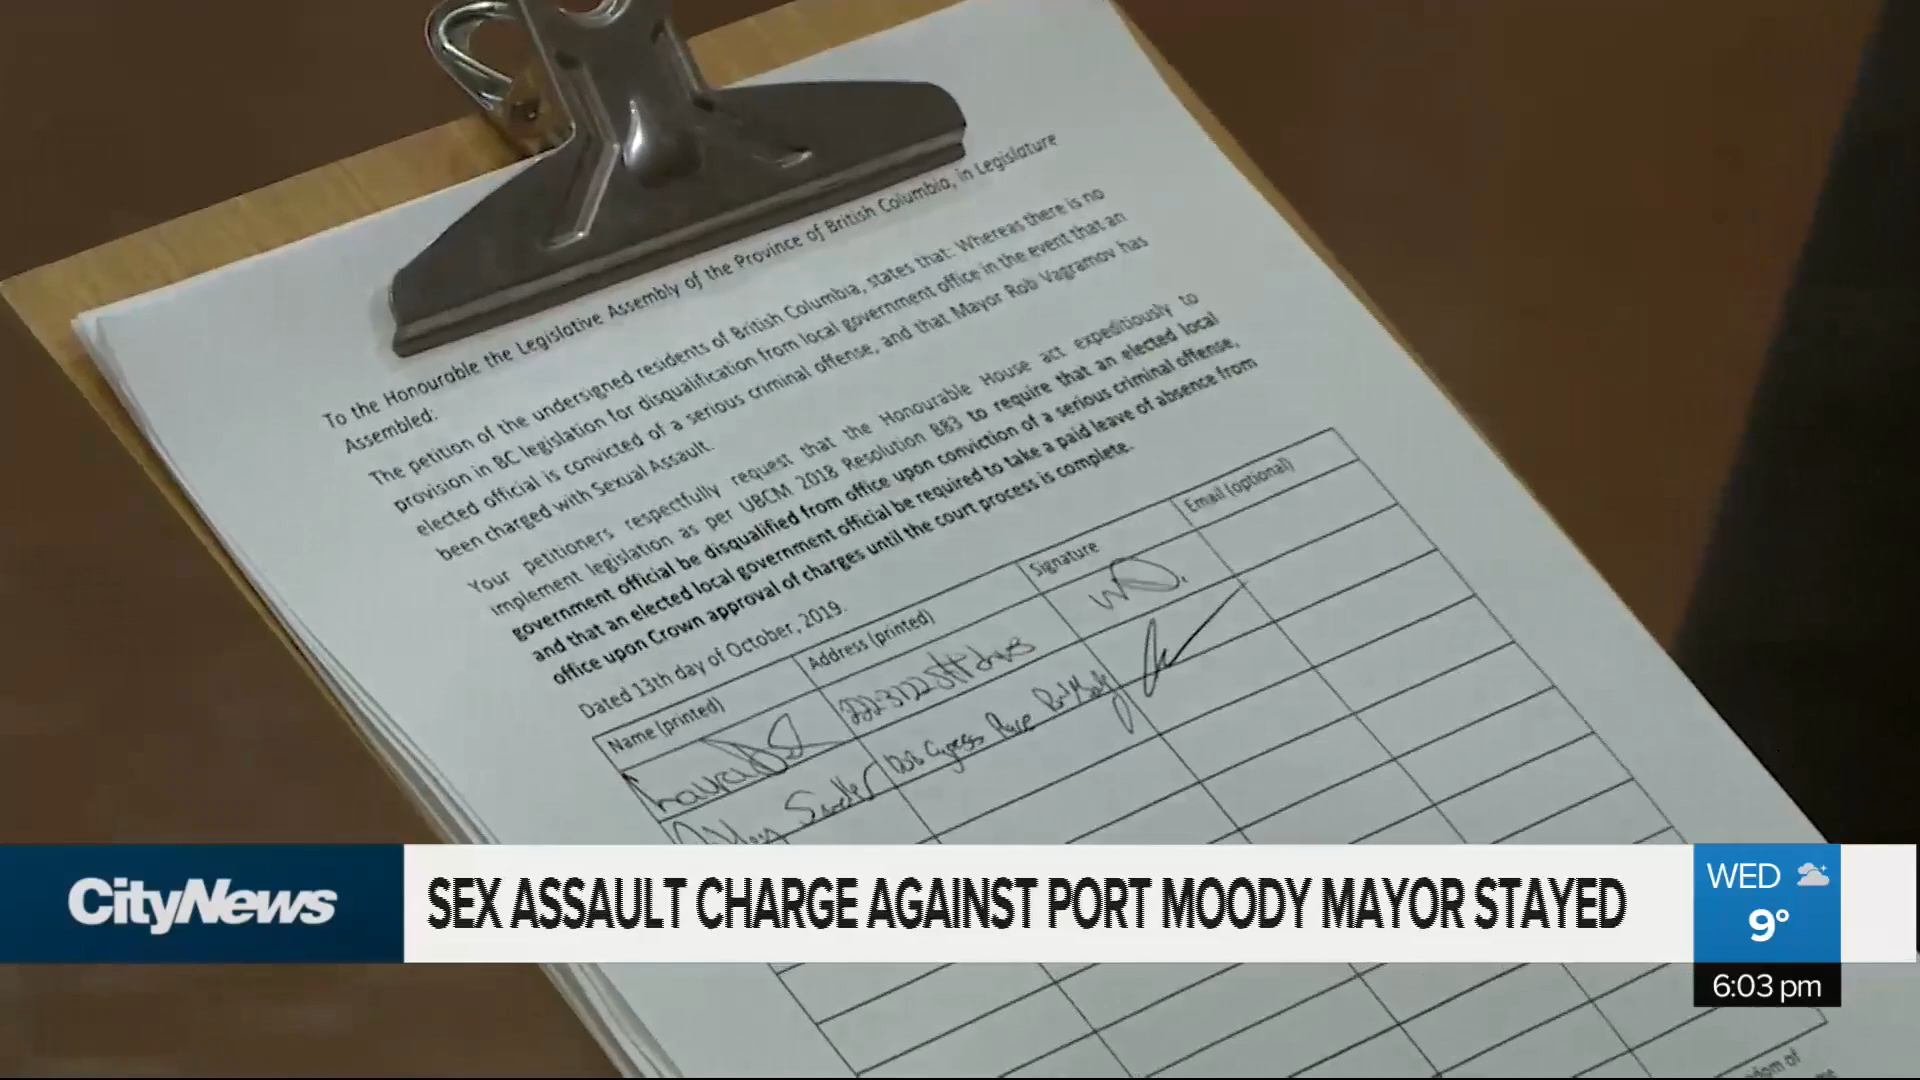 To the Honourable the Legislative Assembly of the Province of British Columbia, in Legislature
Assembled:
The petition of the undersigned residents of British Columbia, states that: Whereas there is no
provision in BC legislation for disqualification from local government office in the event that an
elected official is convicted of a serious criminal offense, and that Mayor Rob Vagramov has
been charged with Sexual Assault.
Your petitioners respectfully request that the Honourable House act expeditiously to
implement legislation as per UBCM 2018 Resolution B83 to require that an elected local
government official be disqualified from office upon conviction of a serious criminal offense,
and that an elected local government official be required to take a paid leave of absence from
office upon Crown approval of charges until the court process is complete.
Dated 13th day of October, 2019.
Name (printed) Address (printed) Signature Email (optional)
CityNews
SEX ASSAULT CHARGE AGAINST PORT MOODY MAYOR STAYED
WED
9°
6:03 pm